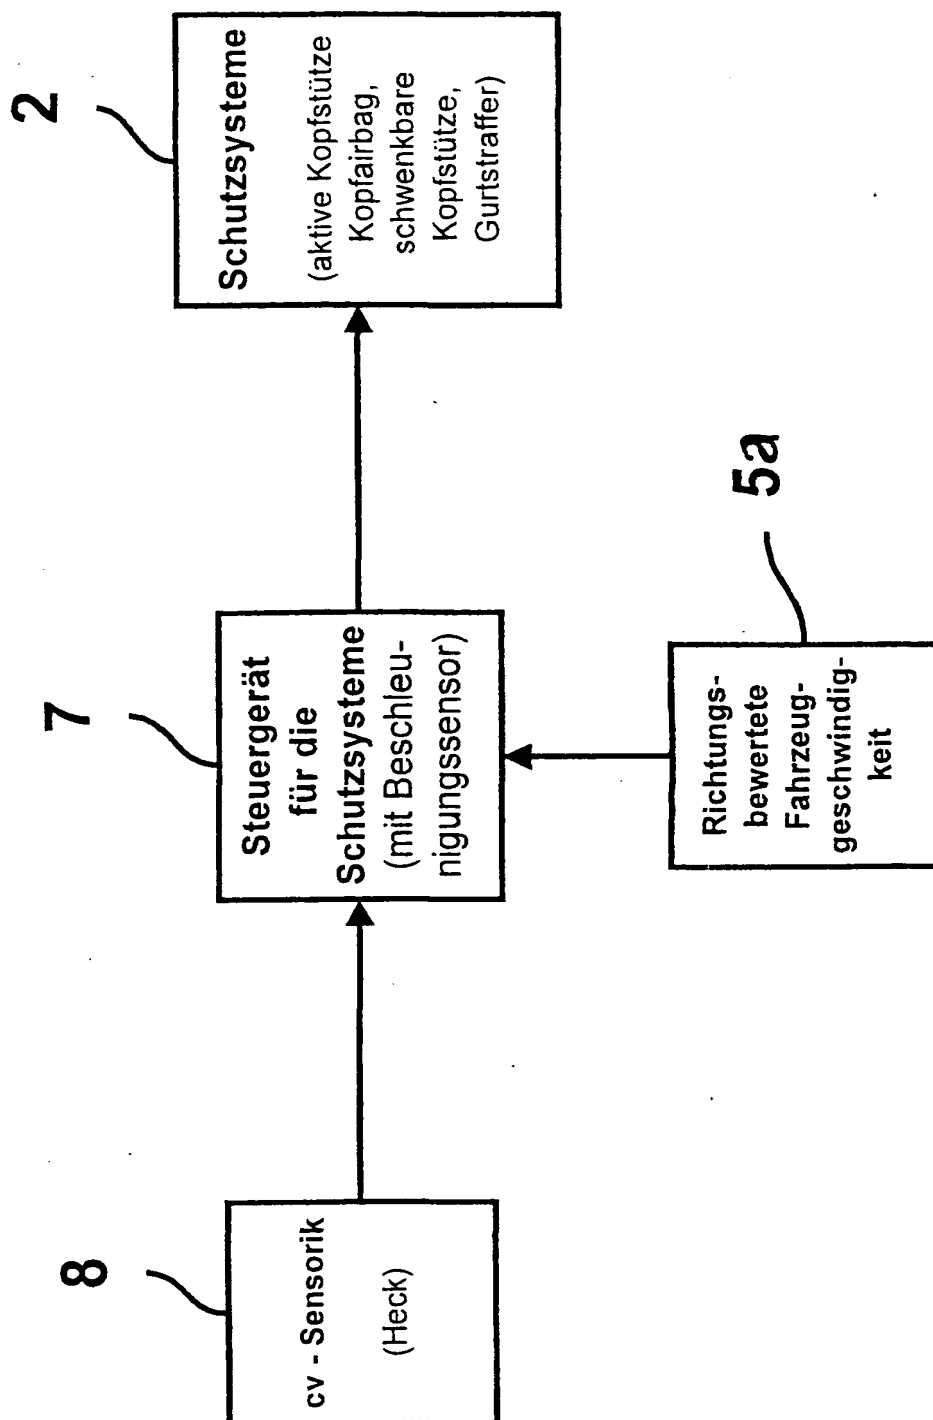 8
cv - Sensorik
(Heck)
7
Steuergerät
für die
Schutzsysteme
(mit Beschleu-
nigungssensor)
2
Schutzsysteme
(aktive Kopfstütze
Kopfairbag,
schwenkbare
Kopfstütze,
Gurtstraffer)
5a
Richtungs-
bewertete
Fahrzeug-
geschwindig-
keit